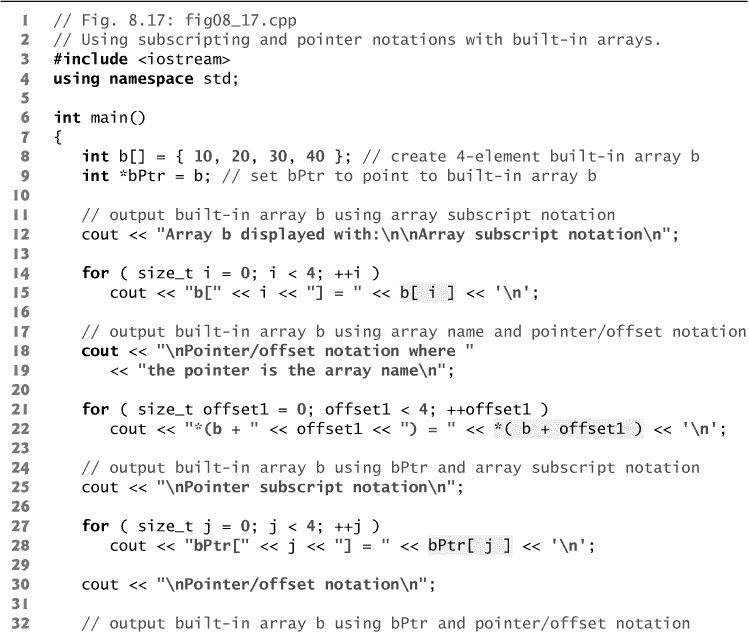 1 // Fig. 8.17: fig08_17.cpp
2 // Using subscripting and pointer notations with built-in arrays.
3 #include <iostream>
4 using namespace std;
5
6 int main()
7 {
8 int b[] = { 10, 20, 30, 40 }; // create 4-element built-in array b
9 int *bPtr = b; // set bPtr to point to built-in array b
10
11 // output built-in array b using array subscript notation
12 cout << "Array b displayed with:\n\nArray subscript notation\n";
13
14 for ( size_t i = 0; i < 4; ++i )
15 cout << "b[" << i << "] = " << b[ i ] << '\n';
16
17 // output built-in array b using array name and pointer/offset notation
18 cout << "\nPointer/offset notation where "
19 << "the pointer is the array name\n";
20
21 for ( size_t offset1 = 0; offset1 < 4; ++offset1 )
22 cout << "*(b + " << offset1 << ") = " << *( b + offset1 ) << '\n';
23
24 // output built-in array b using bPtr and array subscript notation
25 cout << "\nPointer subscript notation\n";
26
27 for ( size_t j = 0; j < 4; ++j )
28 cout << "bPtr[" << j << "] = " << bPtr[ j ] << '\n';
29
30 cout << "\nPointer/offset notation\n";
31
32 // output built-in array b using bPtr and pointer/offset notation